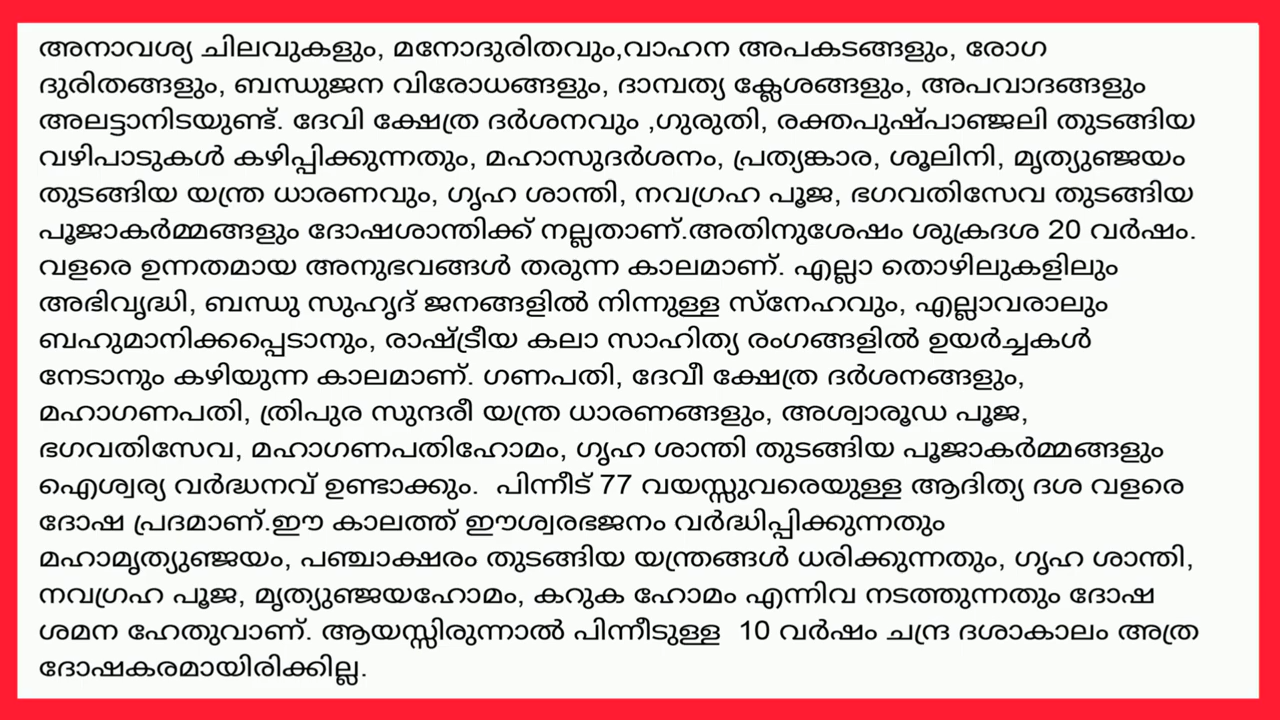 അനാവശ്യ ചിലവുകളും, മനോദുരിതവും,വാഹന അപകടങ്ങളും, രോഗ
ദുരിതങ്ങളും, ബന്ധുജന വിരോധങ്ങളും, ദാമ്പത്യ ക്ലേശങ്ങളും, അപവാദങ്ങളും
അലട്ടാനിടയുണ്ട്. ദേവി ക്ഷേത്ര ദർശനവും ,ഗുരുതി, രക്തപുഷ്പാഞ്ജലി തുടങ്ങിയ
വഴിപാടുകൾ കഴിപ്പിക്കുന്നതും, മഹാസുദർശനം, പ്രത്യങ്കാര, ശൂലിനി, മൃത്യുഞ്ജയം
തുടങ്ങിയ യന്ത്ര ധാരണവും, ഗൃഹ ശാന്തി, നവഗ്രഹ പൂജ, ഭഗവതിസേവ തുടങ്ങിയ
പൂജാകർമ്മങ്ങളും ദോഷശാന്തിക്ക് നല്ലതാണ്.അതിനുശേഷം ശുക്രദശ 20 വർഷം.
വളരെ ഉന്നതമായ അനുഭവങ്ങൾ തരുന്ന കാലമാണ്. എല്ലാ തൊഴിലുകളിലും
അഭിവൃദ്ധി, ബന്ധു സുഹൃദ് ജനങ്ങളിൽ നിന്നുള്ള സ്നേഹവും, എല്ലാവരാലും
ബഹുമാനിക്കപ്പെടാനും, രാഷ്ട്രീയ കലാ സാഹിത്യ രംഗങ്ങളിൽ ഉയർച്ചകൾ
നേടാനും കഴിയുന്ന കാലമാണ്. ഗണപതി, ദേവീ ക്ഷേത്ര ദർശനങ്ങളും,
മഹാഗണപതി, ത്രിപുര സുന്ദരീ യന്ത്ര ധാരണങ്ങളും, അശ്വാരൂഡ പൂജ,
ഭഗവതിസേവ, മഹാഗണപതിഹോമം, ഗൃഹ ശാന്തി തുടങ്ങിയ പൂജാകർമ്മങ്ങളും
ഐശ്വര്യ വർദ്ധനവ് ഉണ്ടാക്കും.  പിന്നീട് 77 വയസ്സുവരെയുള്ള ആദിത്യ ദശ വളരെ
ദോഷ പ്രദമാണ്.ഈ കാലത്ത് ഈശ്വരഭജനം വർദ്ധിപ്പിക്കുന്നതും
മഹാമൃത്യുഞ്ജയം, പഞ്ചാക്ഷരം തുടങ്ങിയ യന്ത്രങ്ങൾ ധരിക്കുന്നതും, ഗൃഹ ശാന്തി,
നവഗ്രഹ പൂജ, മൃത്യുഞ്ജയഹോമം, കറുക ഹോമം എന്നിവ നടത്തുന്നതും ദോഷ
ശമന ഹേതുവാണ്. ആയസ്സിരുന്നാൽ പിന്നീടുള്ള  10 വർഷം ചന്ദ്ര ദശാകാലം അത്ര
ദോഷകരമായിരിക്കില്ല.